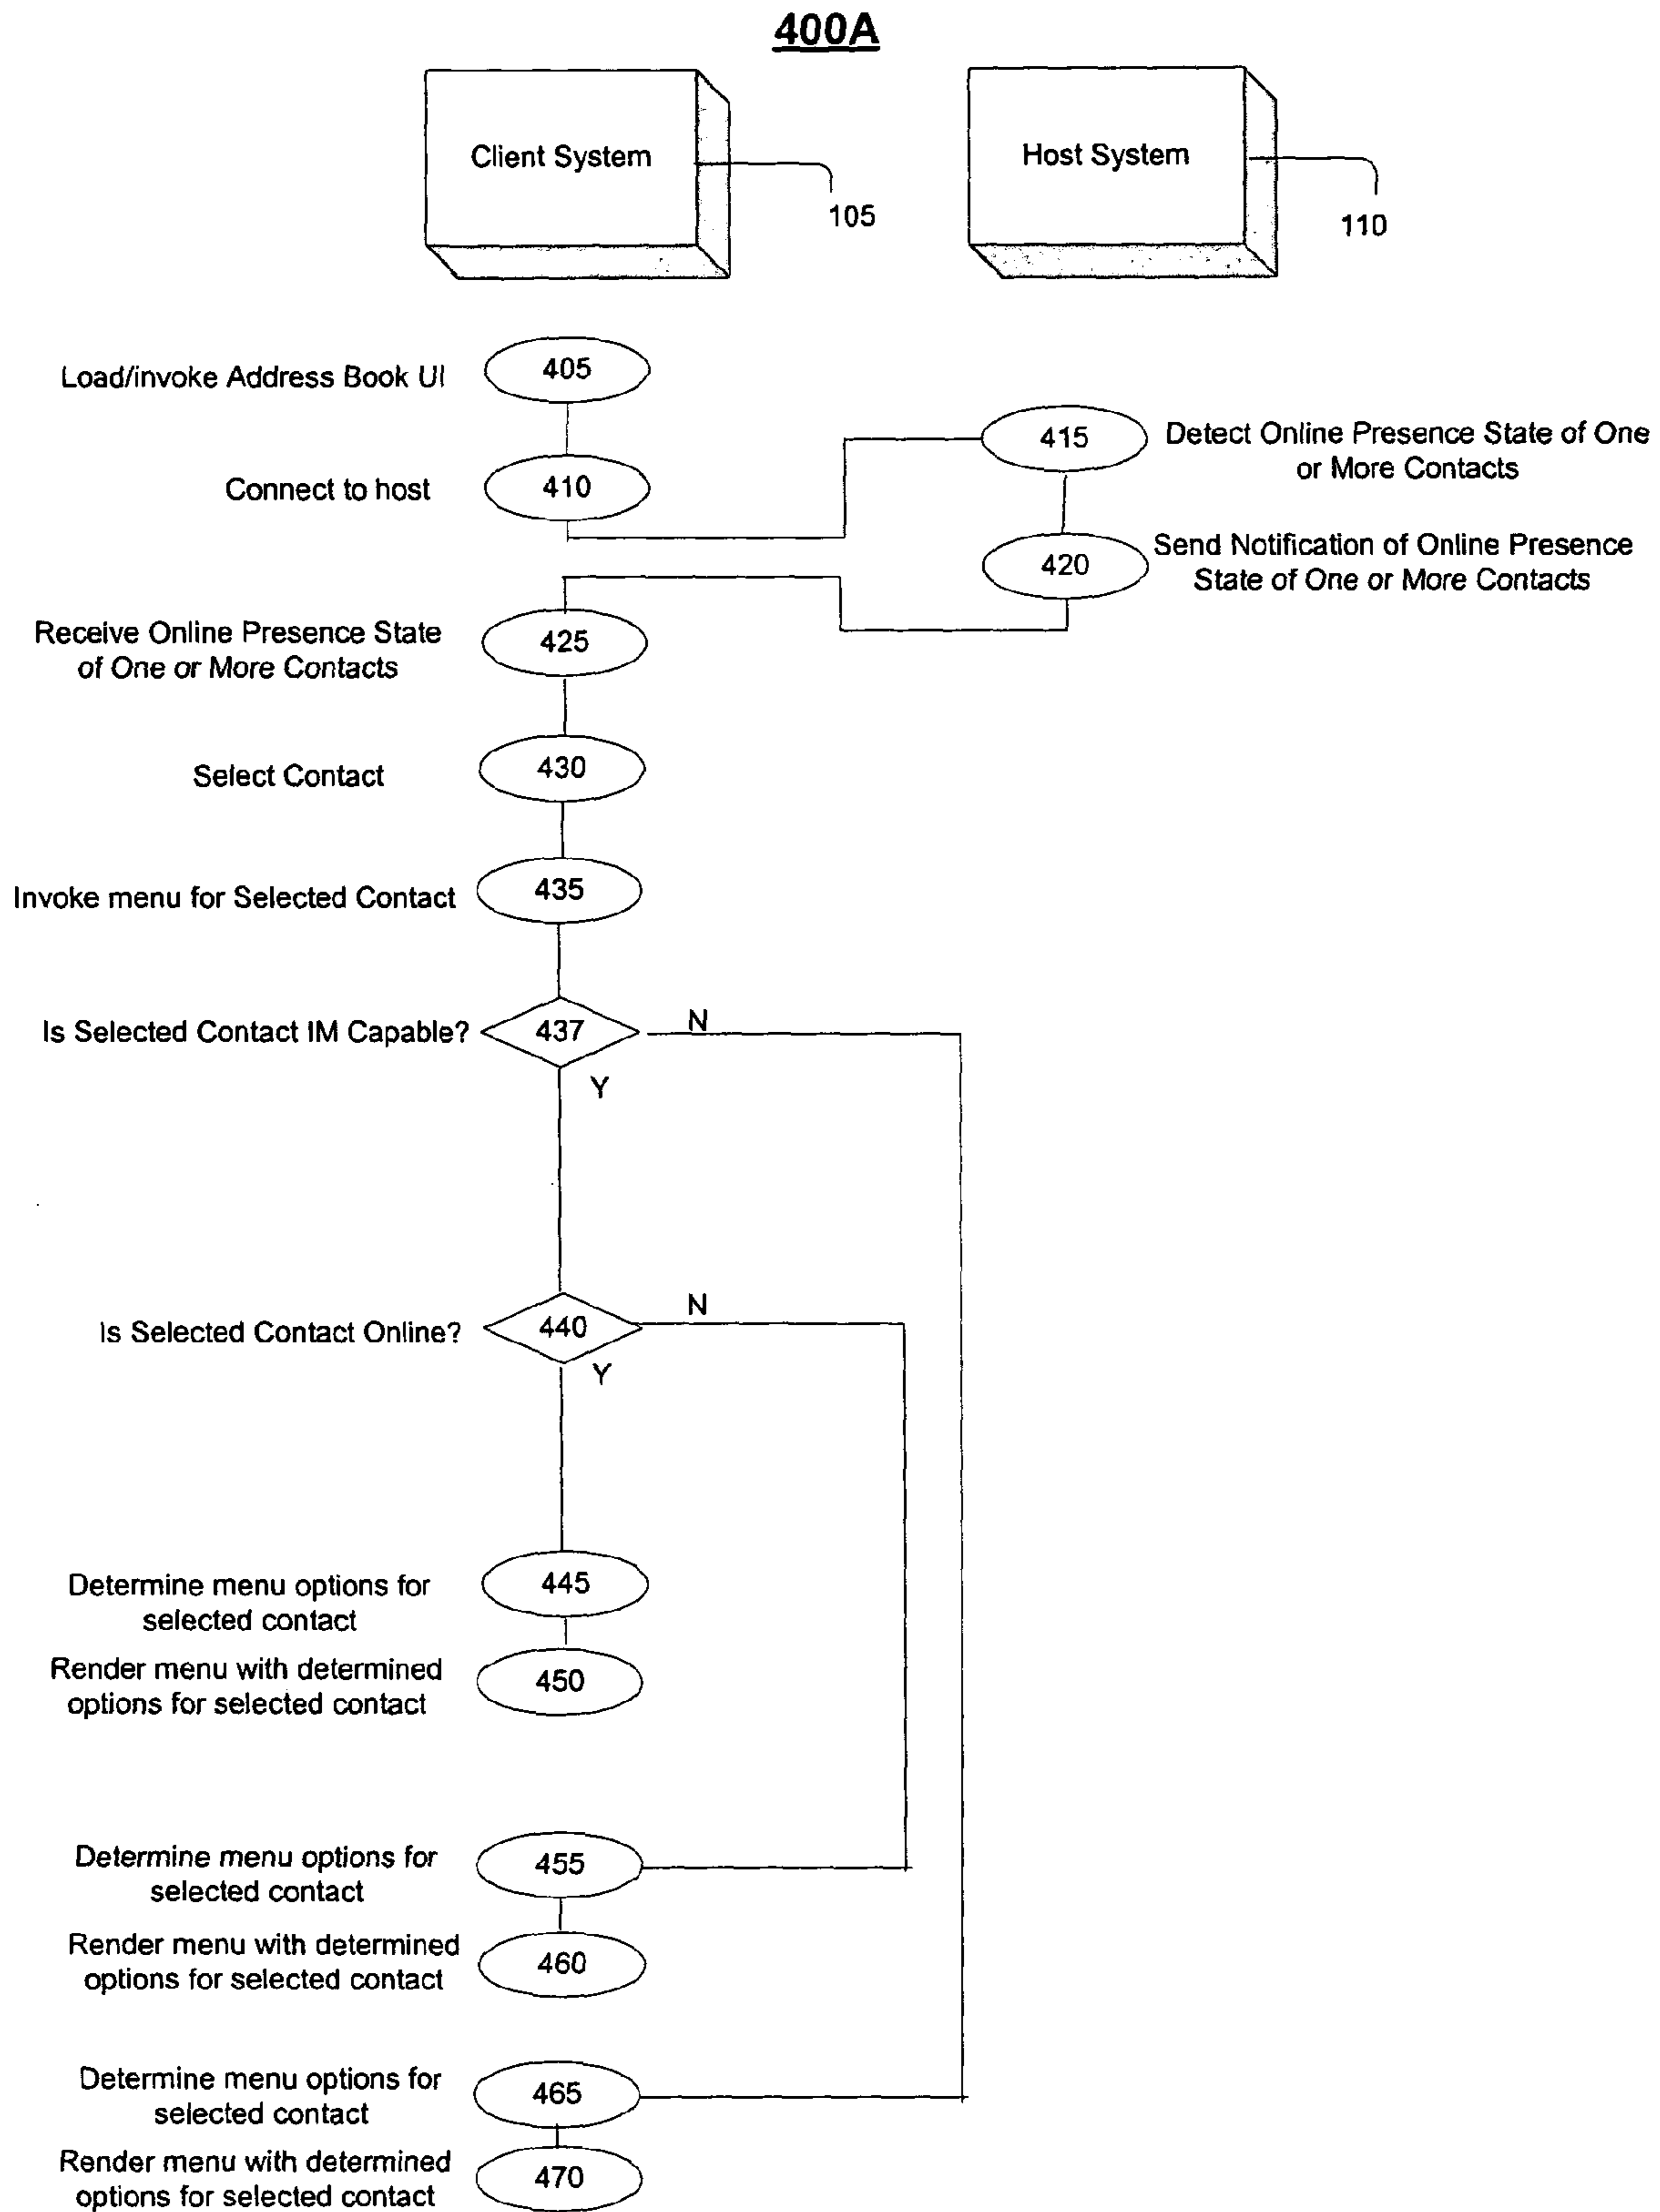 400A
Client System
Host System
105
110
Load/invoke Address Book UI
405
415
Detect Online Presence State of One
or More Contacts
Connect to host
410
420
Send Notification of Online Presence
State of One or More Contacts
Receive Online Presence State
of One or More Contacts
425
Select Contact
430
Invoke menu for Selected Contact
435
Is Selected Contact IM Capable?
437
N
Y
Is Selected Contact Online?
440
N
Y
Determine menu options for
selected contact
445
Render menu with determined
options for selected contact
450
Determine menu options for
selected contact
455
Render menu with determined
options for selected contact
460
Determine menu options for
selected contact
465
Render menu with determined
options for selected contact
470